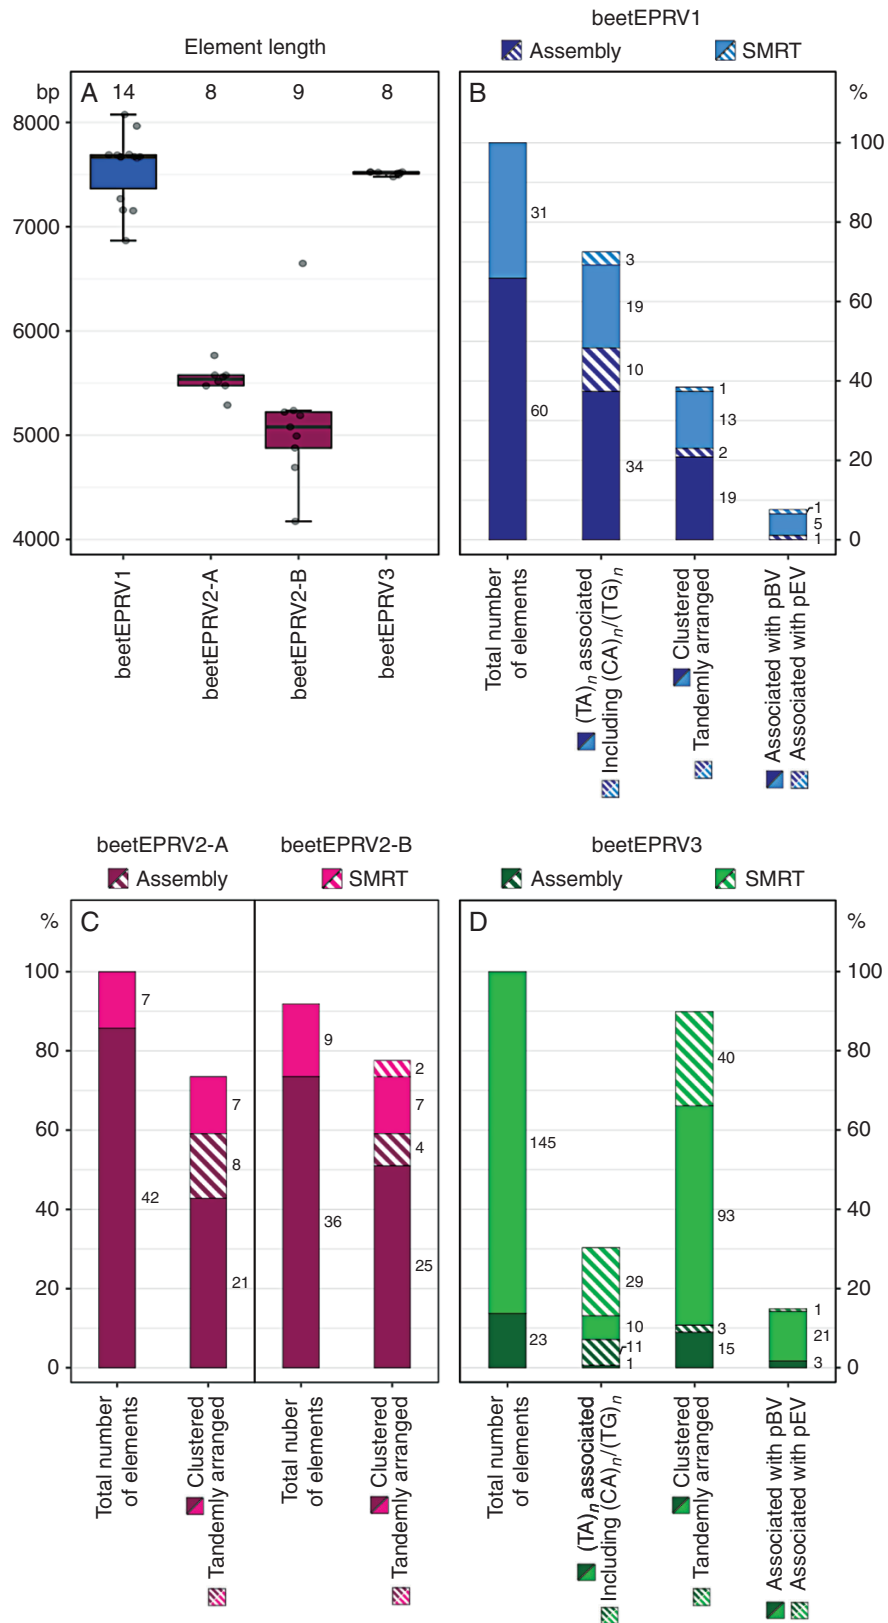 Element length
bp
A
14
8
9
8
8000
7000
6000
5000
4000
beetEPRV1
beetEPRV2-A
beetEPRV2-B
beetEPRV3
beetEPRV1
Assembly
SMRT
B
%
100
80
60
40
20
0
31
60
3
19
10
34
1
13
2
19
1
5
1
Total number
of elements
(TA)n associated
Including (CA)n/(TG)n
Clustered
Tandemly arranged
Associated with pBV
Associated with pEV
beetEPRV2-A
beetEPRV2-B
Assembly
SMRT
%
C
100
80
60
40
20
0
7
42
7
8
21
9
36
2
7
4
25
Total number
of elements
Clustered
Tandemly arranged
Total nuber
of elements
Clustered
Tandemly arranged
beetEPRV3
Assembly
SMRT
D
%
100
80
60
40
20
0
145
23
29
10
11
1
40
93
3
15
1
21
3
Total number
of elements
(TA)n associated
Including (CA)n/(TG)n
Clustered
Tandemly arranged
Associated with pBV
Associated with pEV